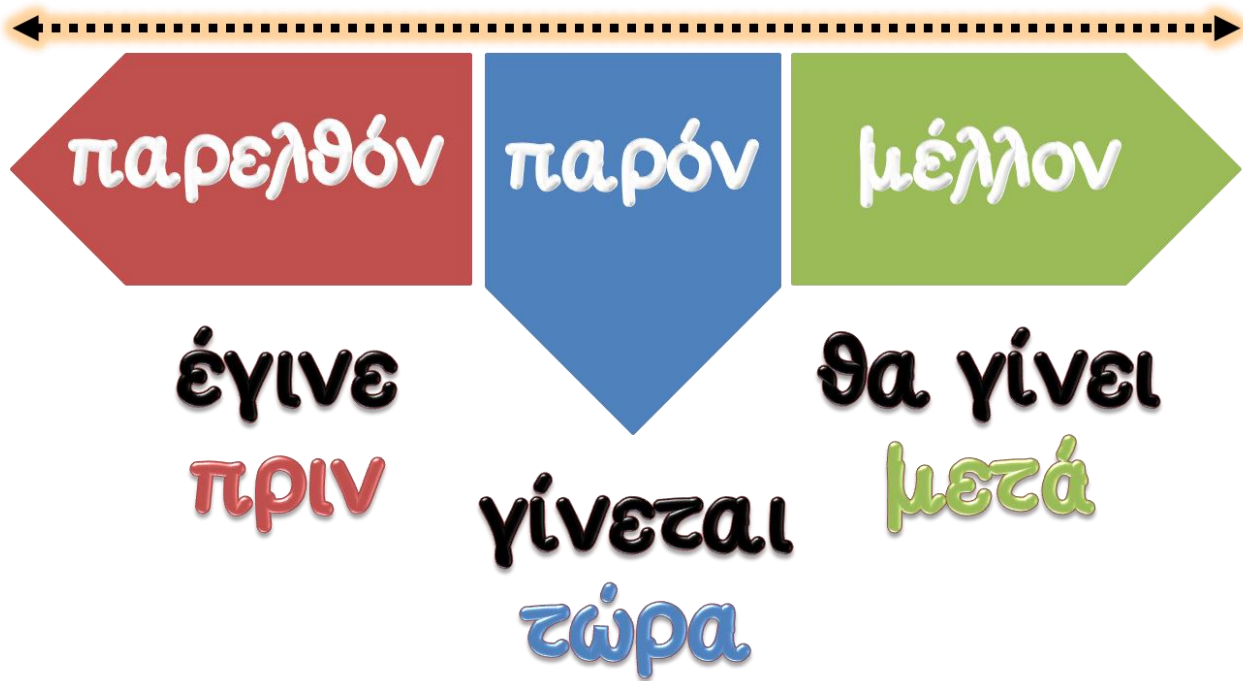 παρελθόν
παρόν
μέλλον
έγινε
πριν
γίνεται
τώρα
θα γίνει
μετά